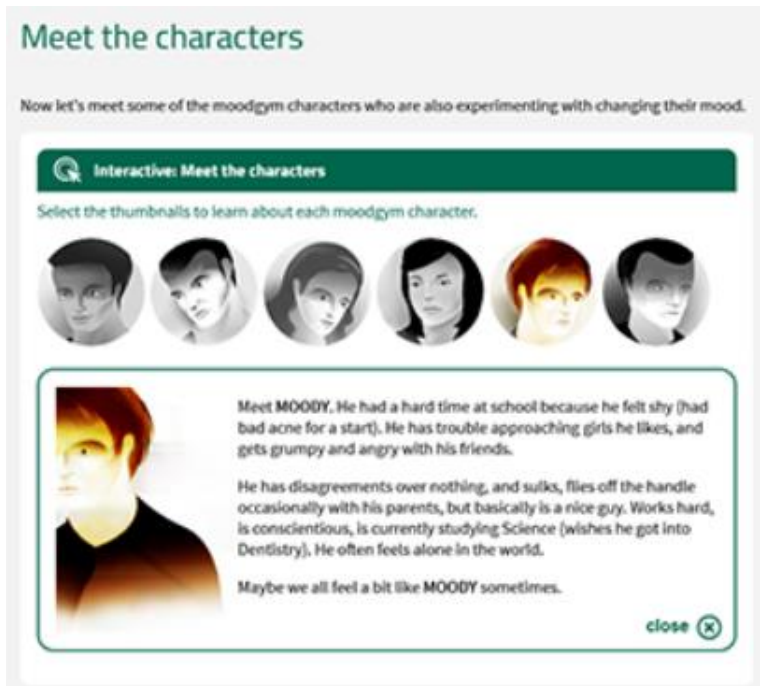 Meet the characters
Now let's meet some of the moodgym characters who are also experimenting with changing their mood.
Interactive: Meet the characters
Select the thumbnails to learn about each moodgym character.
Meet MOODY. He had a hard time at school because he felt shy (had
bad acne for a start). He has trouble approaching girls he likes, and
gets grumpy and angry with his friends.
He has disagreements over nothing, and sulks, flies off the handle
occasionally with his parents, but basically is a nice guy. Works hard,
is conscientious, is currently studying Science (wishes he got into
Dentistry). He often feels alone in the world.
Maybe we all feel a bit like MOODY sometimes.
close